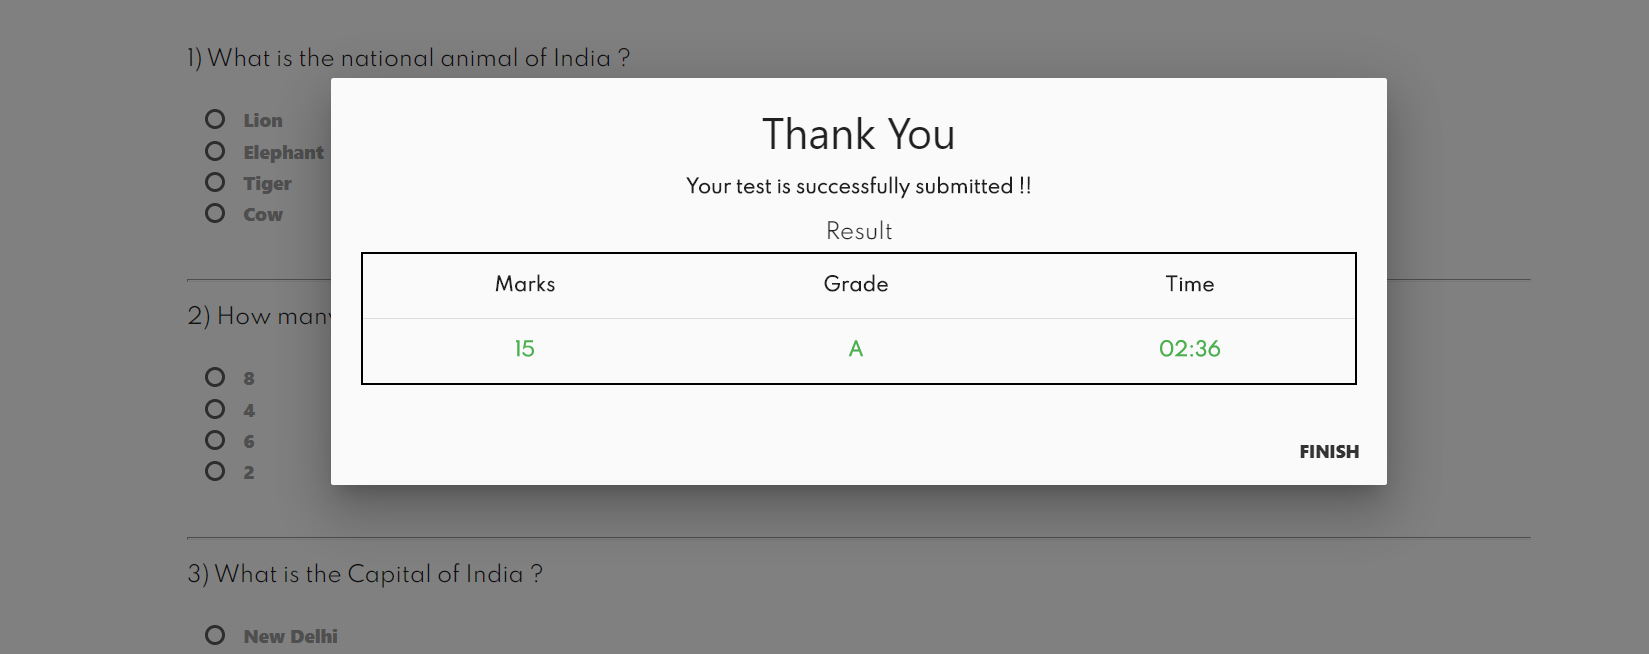 1) What is the national animal of India ?
Lion
Elephant
Tiger
Cow
Thank You
Your test is successfully submitted !!
Result
Marks Grade Time
15 A 02:36
FINISH
2) How many
8
4
6
2
3) What is the Capital of India ?
New Delhi